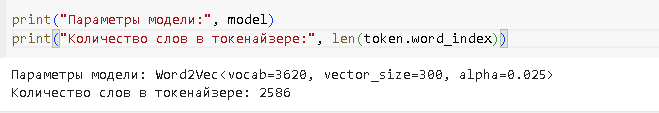 print("Параметры модели:", model)
print("Количество слов в токенайзере:", len(token.word_index))
Параметры модели: Word2Vec<vocab=3620, vector_size=300, alpha=0.025>
Количество слов в токенайзере: 2586